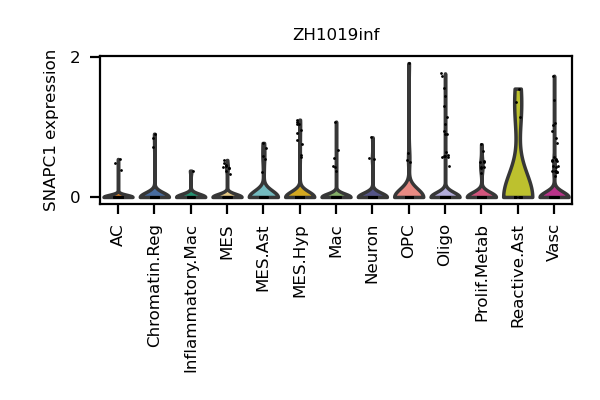 ZH1019inf
SNAPC1 expression
2
0
AC
Chromatin.Reg
Inflammatory.Mac
MES
MES.Ast
MES.Hyp
Mac
Neuron
OPC
Oligo
Prolif.Metab
Reactive.Ast
Vasc